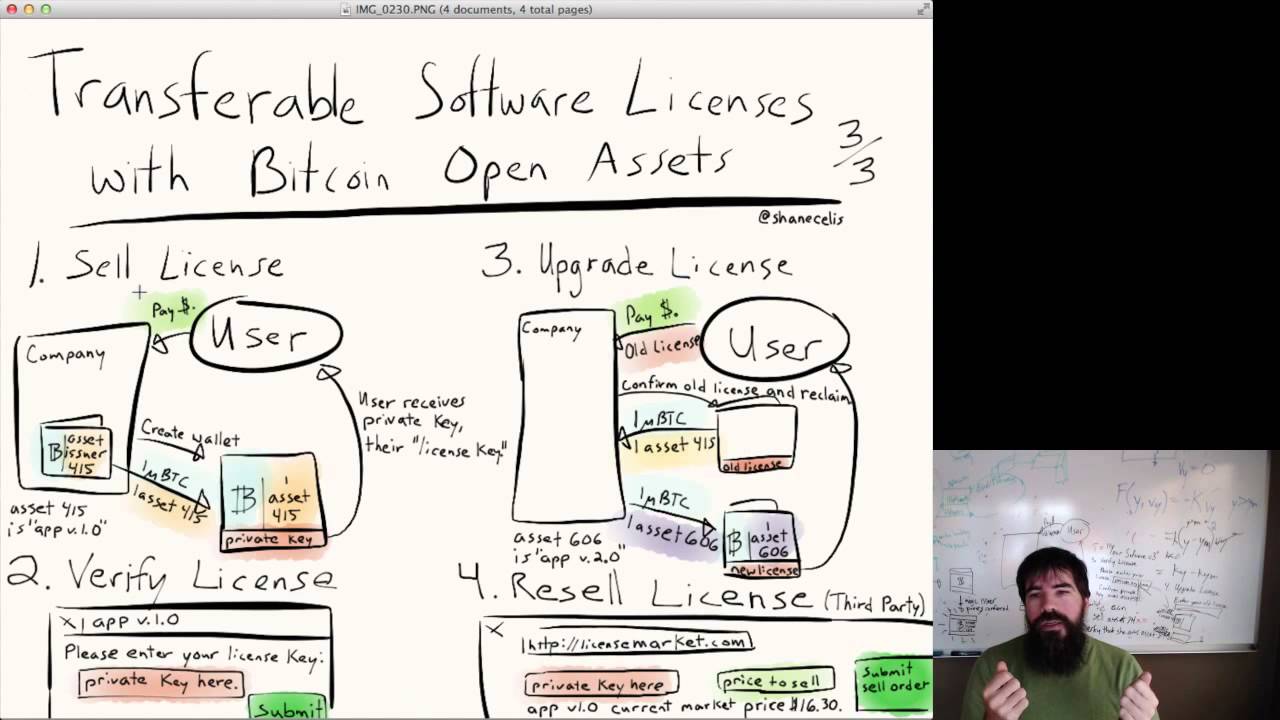 IMG_0230.PNG (4 documents, 4 total pages)
Transferable Software Licenses
with Bitcoin Open Assets
3/3
@shanecelis
1. Sell License
Pay $.
User
Company
B asset
issuer
415
Create wallet
1mBTC
1 asset 415
User receives
private key,
their "license key."
B 1
asset
415
private key
asset 415
is "app v.1.0"
2. Verify License
x app v.1.0
Please enter your license key:
private key here.
Submit
3. Upgrade License
Company
Pay $.
Old License
User
Confirm old license and reclaim
1mBTC
1 asset 415
old license
1mBTC
1 asset 606
B 1
asset
606
new license
asset 606
is "app v.2.0"
4. Resell License (Third Party)
x
http://licensemarket.com
private key here
price to sell
Submit
sell order
app v1.0 current market price $16.30.
User